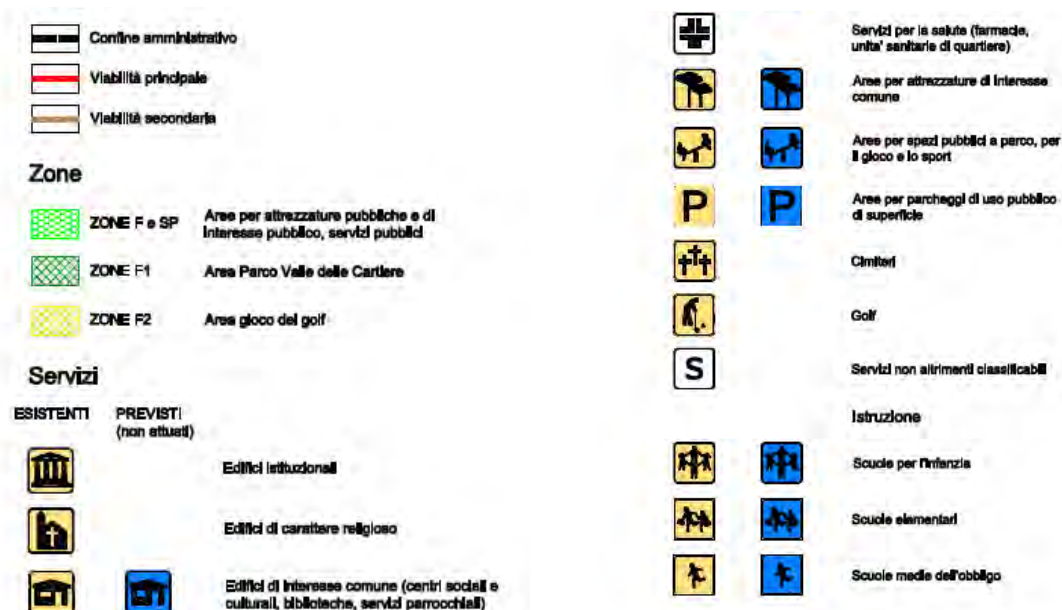 Confine amministrativo
Viabilità principale
Viabilità secondaria
Zone
ZONE F e SP
Aree per attrezzature pubbliche e di
interesse pubblico, servizi pubblici
ZONE F1
Area Parco Valle delle Cartiere
ZONE F2
Area gioco del golf
Servizi
ESISTENTI
PREVISTI
(non attuati)
Edifici istituzionali
Edifici di carattere religioso
Edifici di interesse comune (centri sociali e
culturali, biblioteche, servizi parrocchiali)
Servizi per la salute (farmacie,
unita' sanitarie di quartiere)
Aree per attrezzature di interesse
comune
Aree per spazi pubblici a parco, per
il gioco e lo sport
P
P
Aree per parcheggi di uso pubblico
di superficie
Cimiteri
Golf
S
Servizi non altrimenti classificabili
Istruzione
Scuole per l'infanzia
Scuole elementari
Scuole medie dell'obbligo